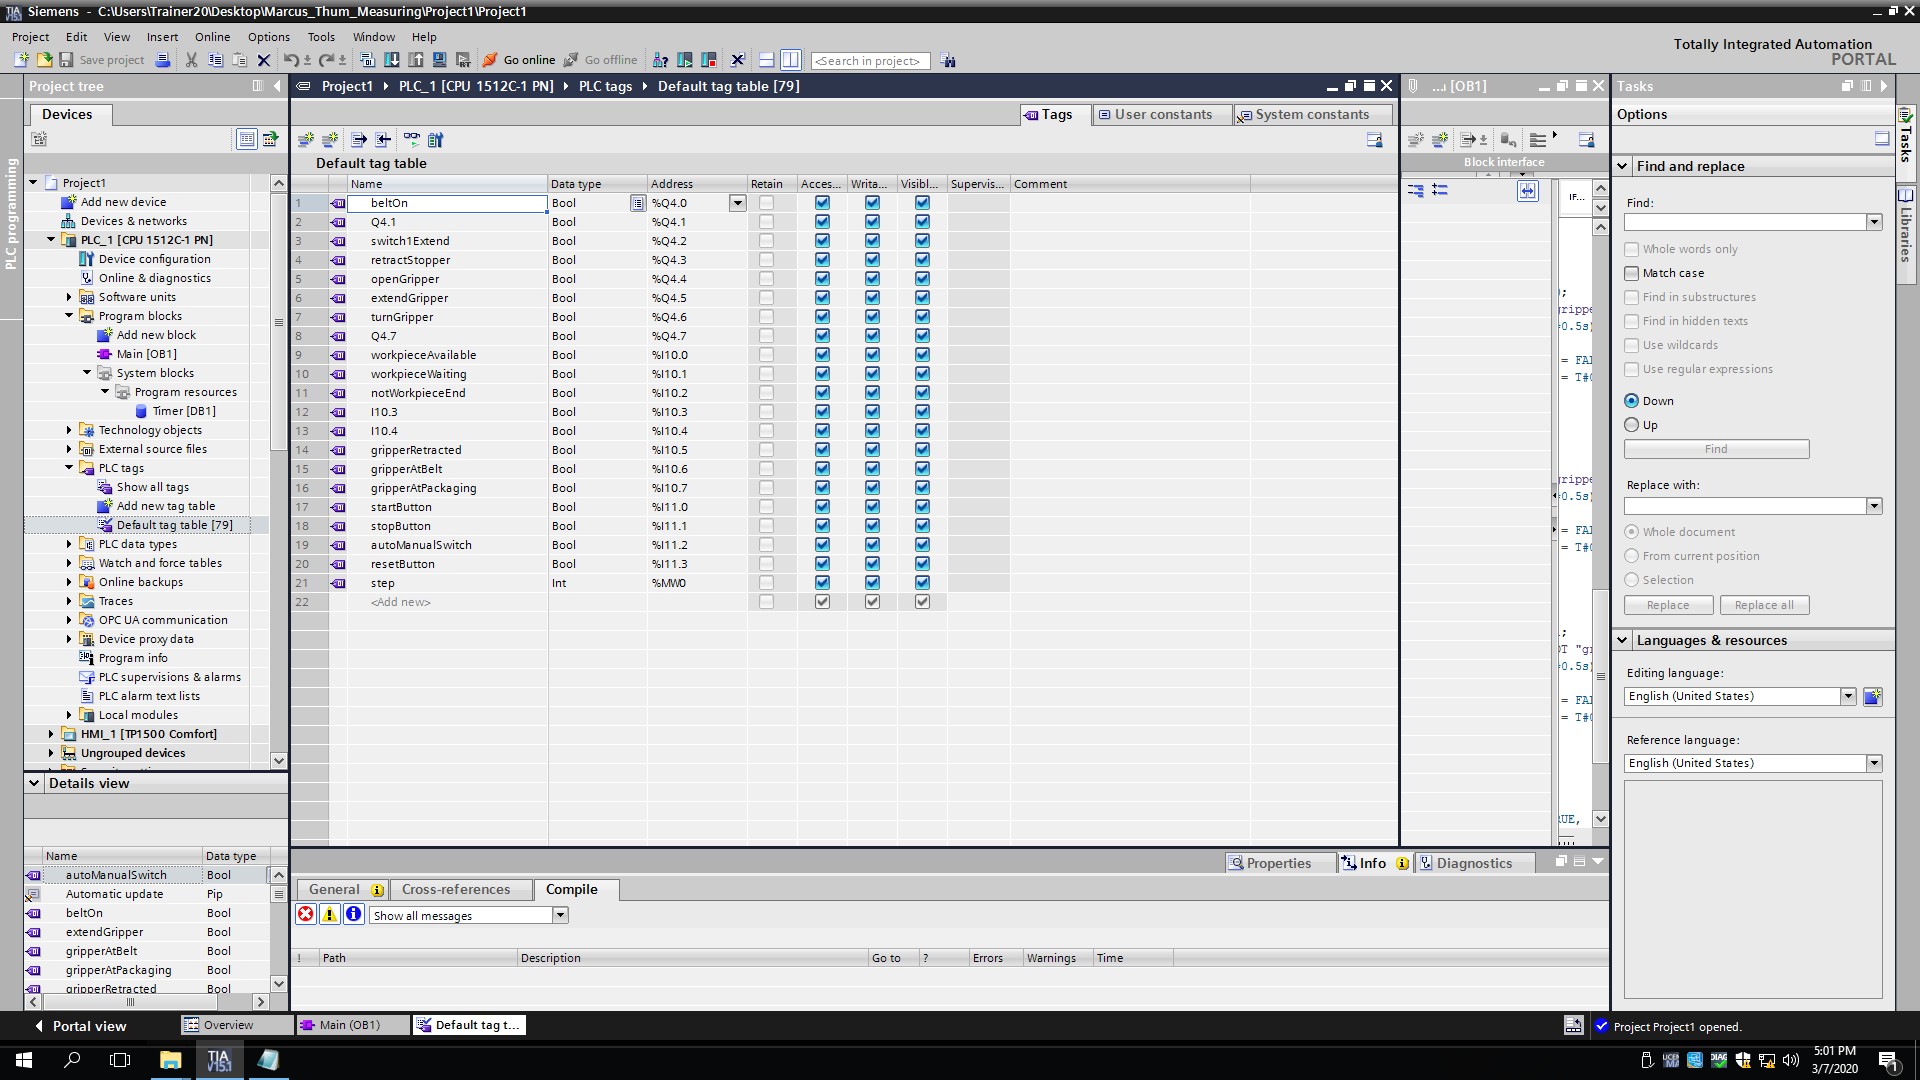 Siemens - C:\Users\Trainer20\Desktop\Marcus_Thum_Measuring\Project1\Project1
Project Edit View Insert Online Options Tools Window Help
Totally Integrated Automation
PORTAL
Save project
Go online
Go offline
<Search in project>
Project tree
Project1 PLC_1 [CPU 1512C-1 PN] PLC tags Default tag table [79]
...) [OB1]
Tasks
Devices
Tags
User constants
System constants
Options
PLC programming
Default tag table
Block interface
Find and replace
Name Data type Address Retain Acces... Writa... Visibl... Supervis... Comment
1 beltOn Bool %Q4.0
2 Q4.1 Bool %Q4.1
3 switch1Extend Bool %Q4.2
4 retractStopper Bool %Q4.3
5 openGripper Bool %Q4.4
6 extendGripper Bool %Q4.5
7 turnGripper Bool %Q4.6
8 Q4.7 Bool %Q4.7
9 workpieceAvailable Bool %I10.0
10 workpieceWaiting Bool %I10.1
11 notWorkpieceEnd Bool %I10.2
12 I10.3 Bool %I10.3
13 I10.4 Bool %I10.4
14 gripperRetracted Bool %I10.5
15 gripperAtBelt Bool %I10.6
16 gripperAtPackaging Bool %I10.7
17 startButton Bool %I11.0
18 stopButton Bool %I11.1
19 autoManualSwitch Bool %I11.2
20 resetButton Bool %I11.3
21 step Int %MW0
22 <Add new>
Project1
Add new device
Devices & networks
PLC_1 [CPU 1512C-1 PN]
Device configuration
Online & diagnostics
Software units
Program blocks
Add new block
Main [OB1]
System blocks
Program resources
Timer [DB1]
Technology objects
External source files
PLC tags
Show all tags
Add new tag table
Default tag table [79]
PLC data types
Watch and force tables
Online backups
Traces
OPC UA communication
Device proxy data
Program info
PLC supervisions & alarms
PLC alarm text lists
Local modules
HMI_1 [TP1500 Comfort]
Ungrouped devices
IF...
);
grippe
=0.5s)
= FAL
= T#0
grippe
=0.5s)
= FAL
= T#0
;
OT "gr
=0.5s)
= FAL
= T#0
RUE,
Find:
Whole words only
Match case
Find in substructures
Find in hidden texts
Use wildcards
Use regular expressions
Down
Up
Find
Replace with:
Whole document
From current position
Selection
Replace
Replace all
Languages & resources
Editing language:
English (United States)
Reference language:
English (United States)
Tasks
Libraries
Details view
Name Data type
autoManualSwitch Bool
Automatic update Pip
beltOn Bool
extendGripper Bool
gripperAtBelt Bool
gripperAtPackaging Bool
gripperRetracted Bool
Properties
Info
Diagnostics
General
Cross-references
Compile
Show all messages
! Path Description Go to ? Errors Warnings Time
Portal view
Overview
Main (OB1)
Default tag t...
Project Project1 opened.
TIA
V15.1
5:01 PM
3/7/2020
1